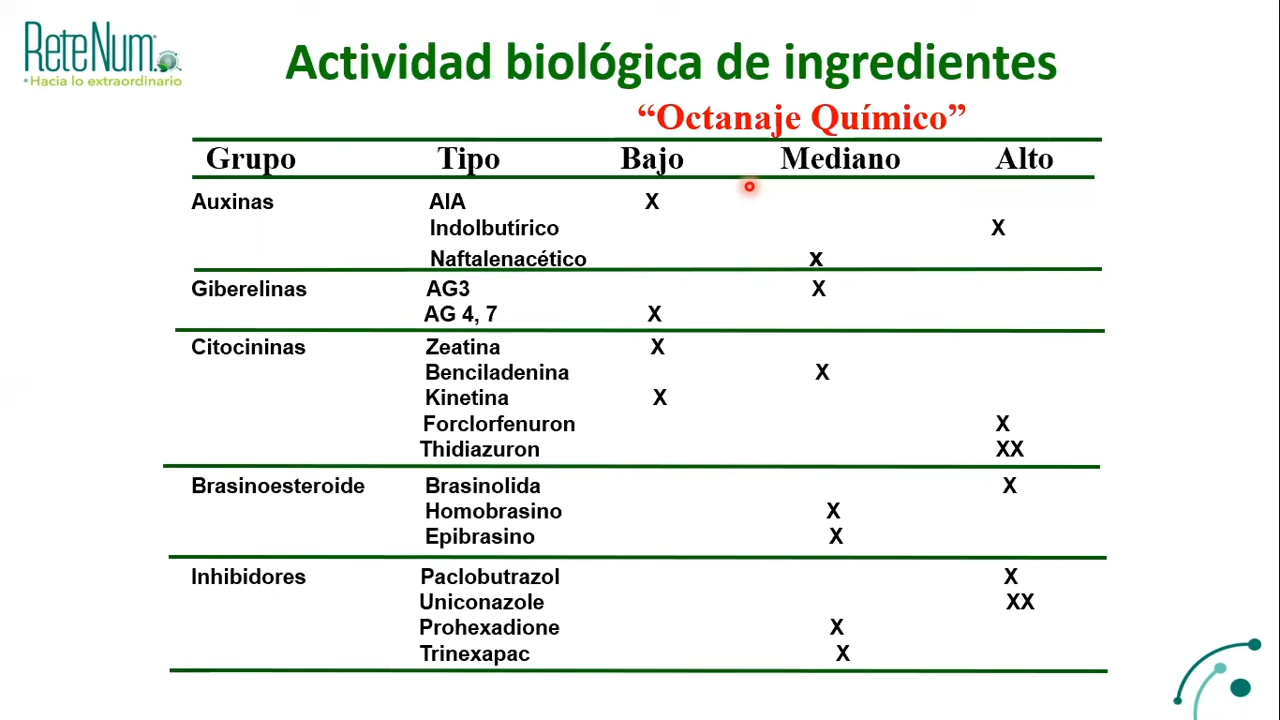 ReteNum
Hacia lo extraordinario
Actividad biológica de ingredientes
“Octanaje Químico”
Grupo Tipo Bajo Mediano Alto
Auxinas AIA X
Indolbutírico X
Naftalenacético x
Giberelinas AG3 X
AG 4, 7 X
Citocininas Zeatina X
Benciladenina X
Kinetina X
Forclorfenuron X
Thidiazuron XX
Brasinoesteroide Brasinolida X
Homobrasino X
Epibrasino X
Inhibidores Paclobutrazol X
Uniconazole XX
Prohexadione X
Trinexapac X